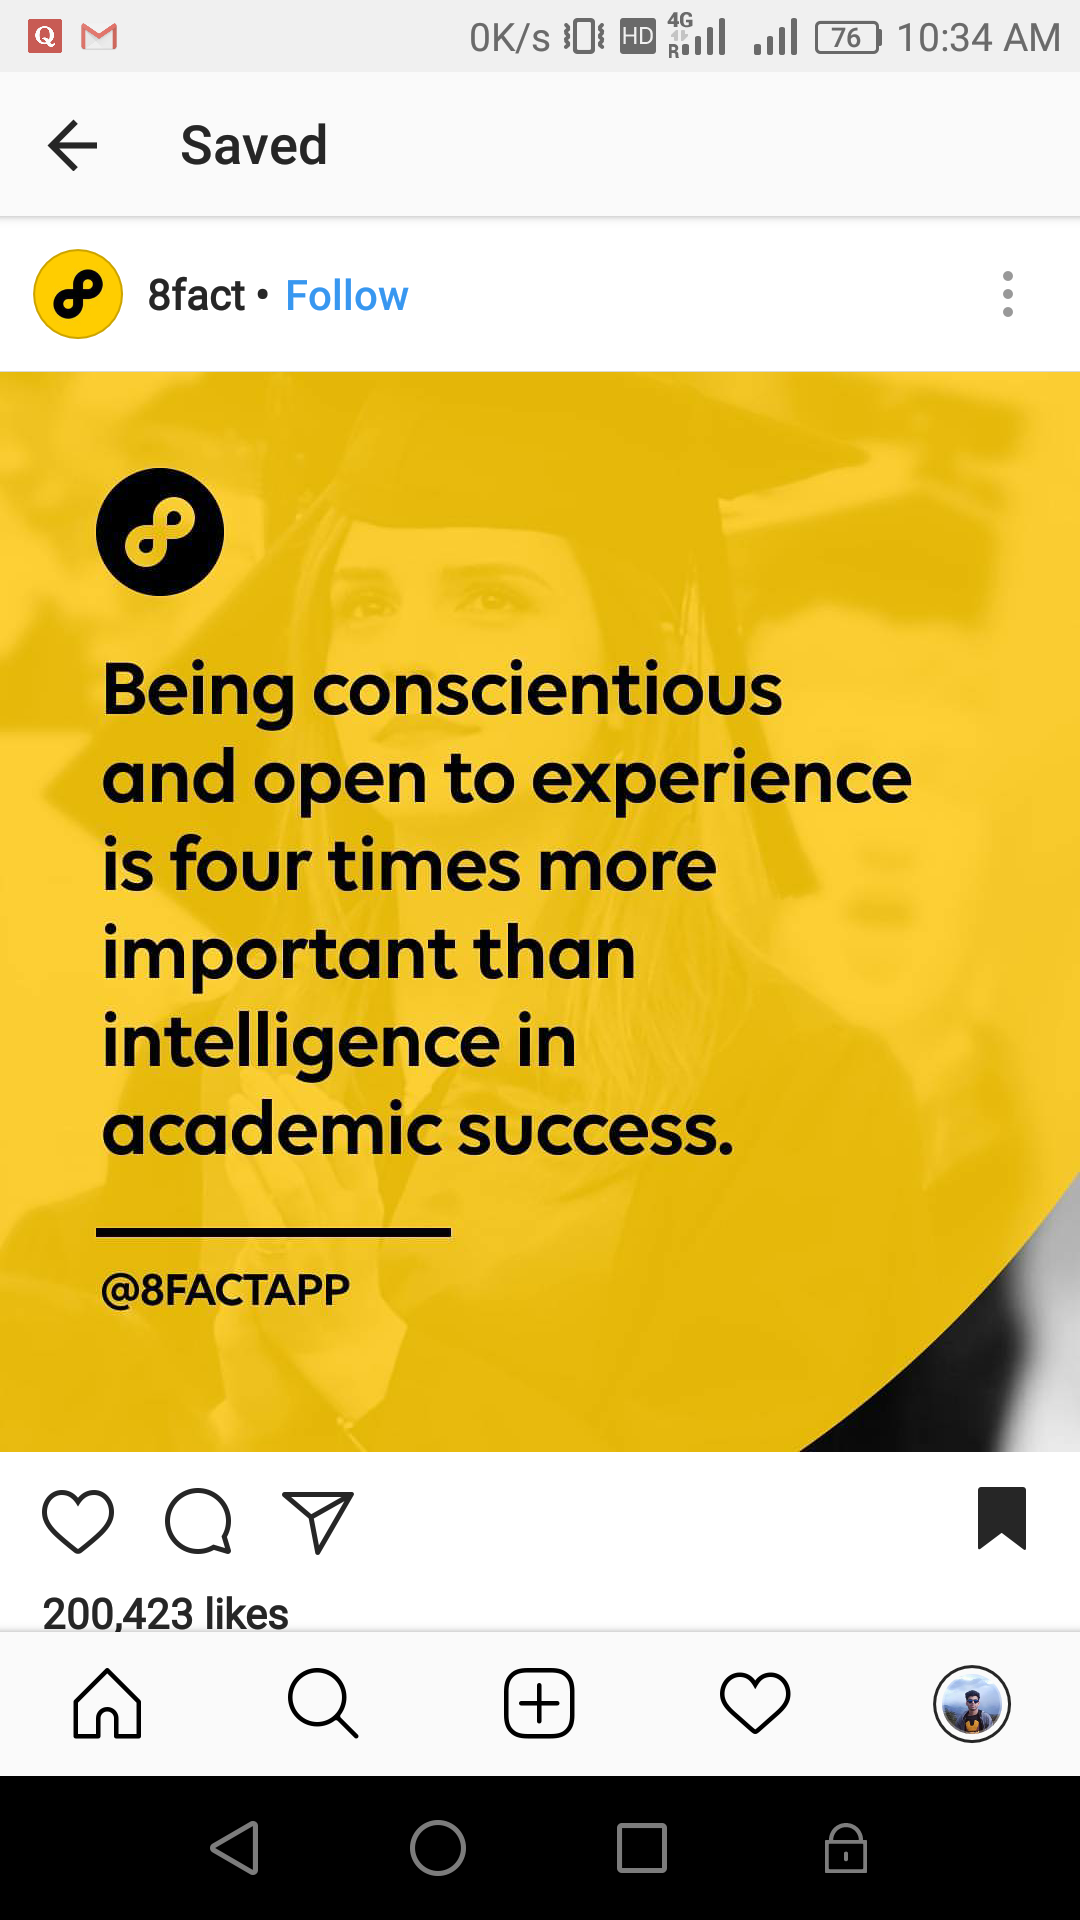 Q 0K/s HD 4G R 76 10:34 AM
Saved
8fact • Follow
Being conscientious
and open to experience
is four times more
important than
intelligence in
academic success.
@8FACTAPP
200,423 likes